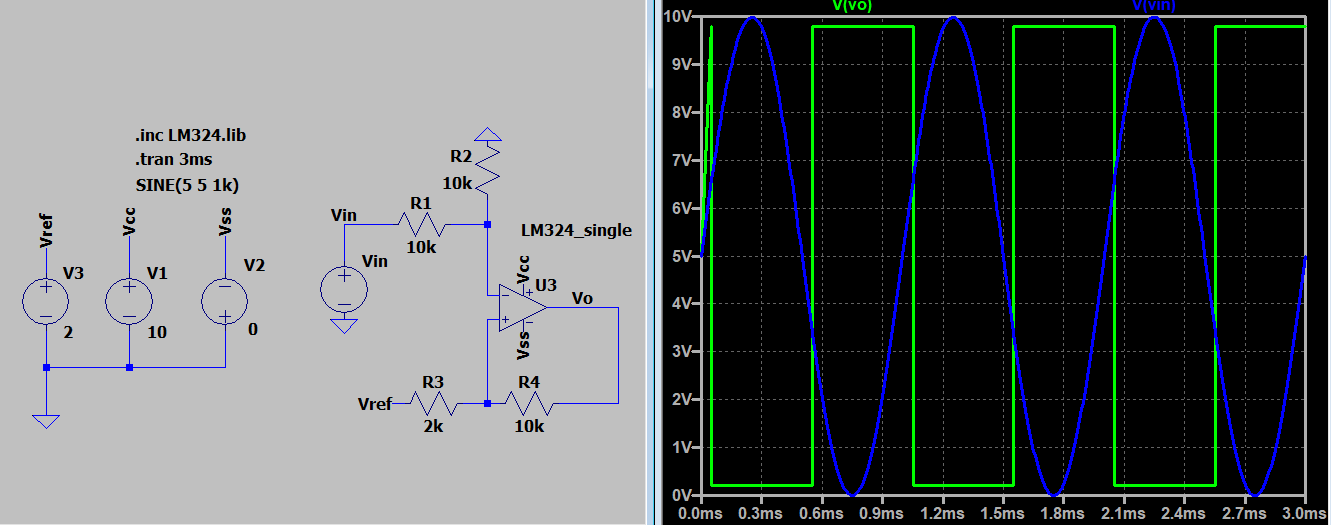 .inc LM324.lib
.tran 3ms
SINE(5 5 1k)
Vref
Vcc
Vss
V3
V1
V2
2
10
0
R2
10k
Vin
R1
10k
LM324_single
Vin
Vcc
U3
Vo
Vss
Vref
R3
2k
R4
10k
V(vo) V(vin)
10V
9V
8V
7V
6V
5V
4V
3V
2V
1V
0V
0.0ms 0.3ms 0.6ms 0.9ms 1.2ms 1.5ms 1.8ms 2.1ms 2.4ms 2.7ms 3.0ms